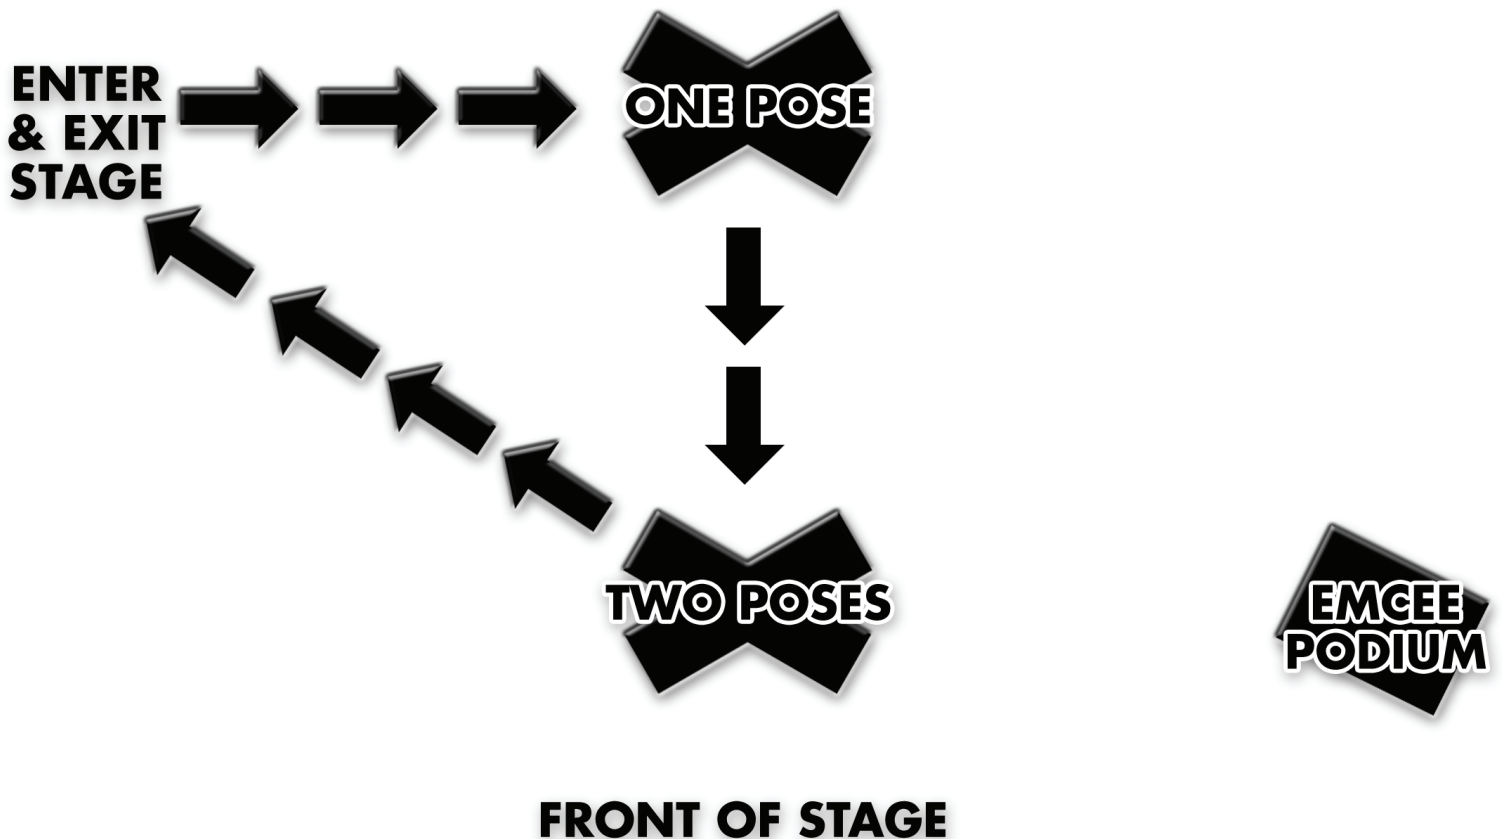 ENTER
& EXIT
STAGE
ONE POSE
TWO POSES
EMCEE
PODIUM
FRONT OF STAGE